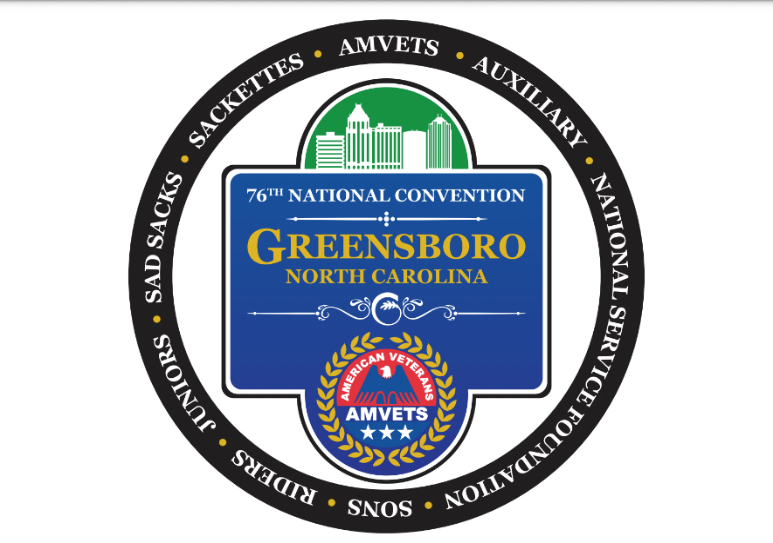 AMVETS • AUXILIARY • NATIONAL SERVICE FOUNDATION • SONS • RIDERS • JUNIORS • SAD SACKS • SACKETTES •
76TH NATIONAL CONVENTION
GREENSBORO
NORTH CAROLINA
AMERICAN VETERANS
AMVETS